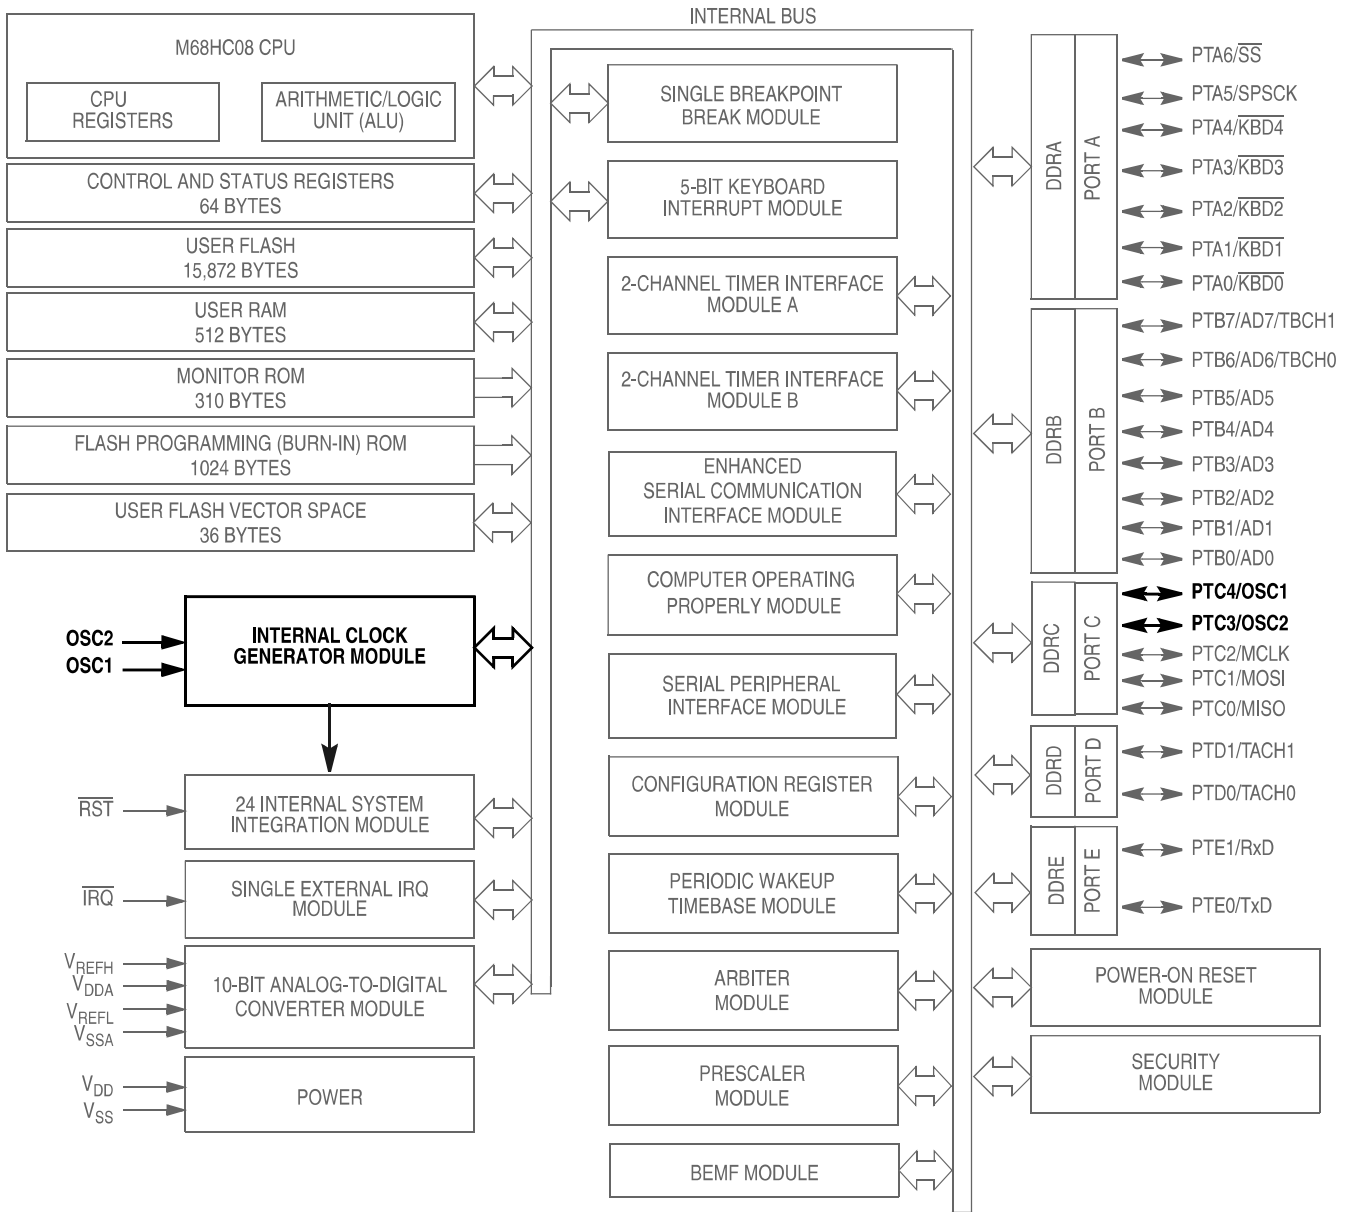 INTERNAL BUS
M68HC08 CPU
CPU
REGISTERS
ARITHMETIC/LOGIC
UNIT (ALU)
CONTROL AND STATUS REGISTERS
64 BYTES
USER FLASH
15,872 BYTES
USER RAM
512 BYTES
MONITOR ROM
310 BYTES
FLASH PROGRAMMING (BURN-IN) ROM
1024 BYTES
USER FLASH VECTOR SPACE
36 BYTES
OSC2
OSC1
INTERNAL CLOCK
GENERATOR MODULE
RST
24 INTERNAL SYSTEM
INTEGRATION MODULE
IRQ
SINGLE EXTERNAL IRQ
MODULE
VREFH
VDDA
VREFL
VSSA
10-BIT ANALOG-TO-DIGITAL
CONVERTER MODULE
VDD
VSS
POWER
SINGLE BREAKPOINT
BREAK MODULE
5-BIT KEYBOARD
INTERRUPT MODULE
2-CHANNEL TIMER INTERFACE
MODULE A
2-CHANNEL TIMER INTERFACE
MODULE B
ENHANCED
SERIAL COMMUNICATION
INTERFACE MODULE
COMPUTER OPERATING
PROPERLY MODULE
SERIAL PERIPHERAL
INTERFACE MODULE
CONFIGURATION REGISTER
MODULE
PERIODIC WAKEUP
TIMEBASE MODULE
ARBITER
MODULE
PRESCALER
MODULE
BEMF MODULE
DDRA
PORT A
PTA6/SS
PTA5/SPSCK
PTA4/KBD4
PTA3/KBD3
PTA2/KBD2
PTA1/KBD1
PTA0/KBD0
DDRB
PORT B
PTB7/AD7/TBCH1
PTB6/AD6/TBCH0
PTB5/AD5
PTB4/AD4
PTB3/AD3
PTB2/AD2
PTB1/AD1
PTB0/AD0
DDRC
PORT C
PTC4/OSC1
PTC3/OSC2
PTC2/MCLK
PTC1/MOSI
PTC0/MISO
DDRD
PORT D
PTD1/TACH1
PTD0/TACH0
DDRE
PORT E
PTE1/RxD
PTE0/TxD
POWER-ON RESET
MODULE
SECURITY
MODULE